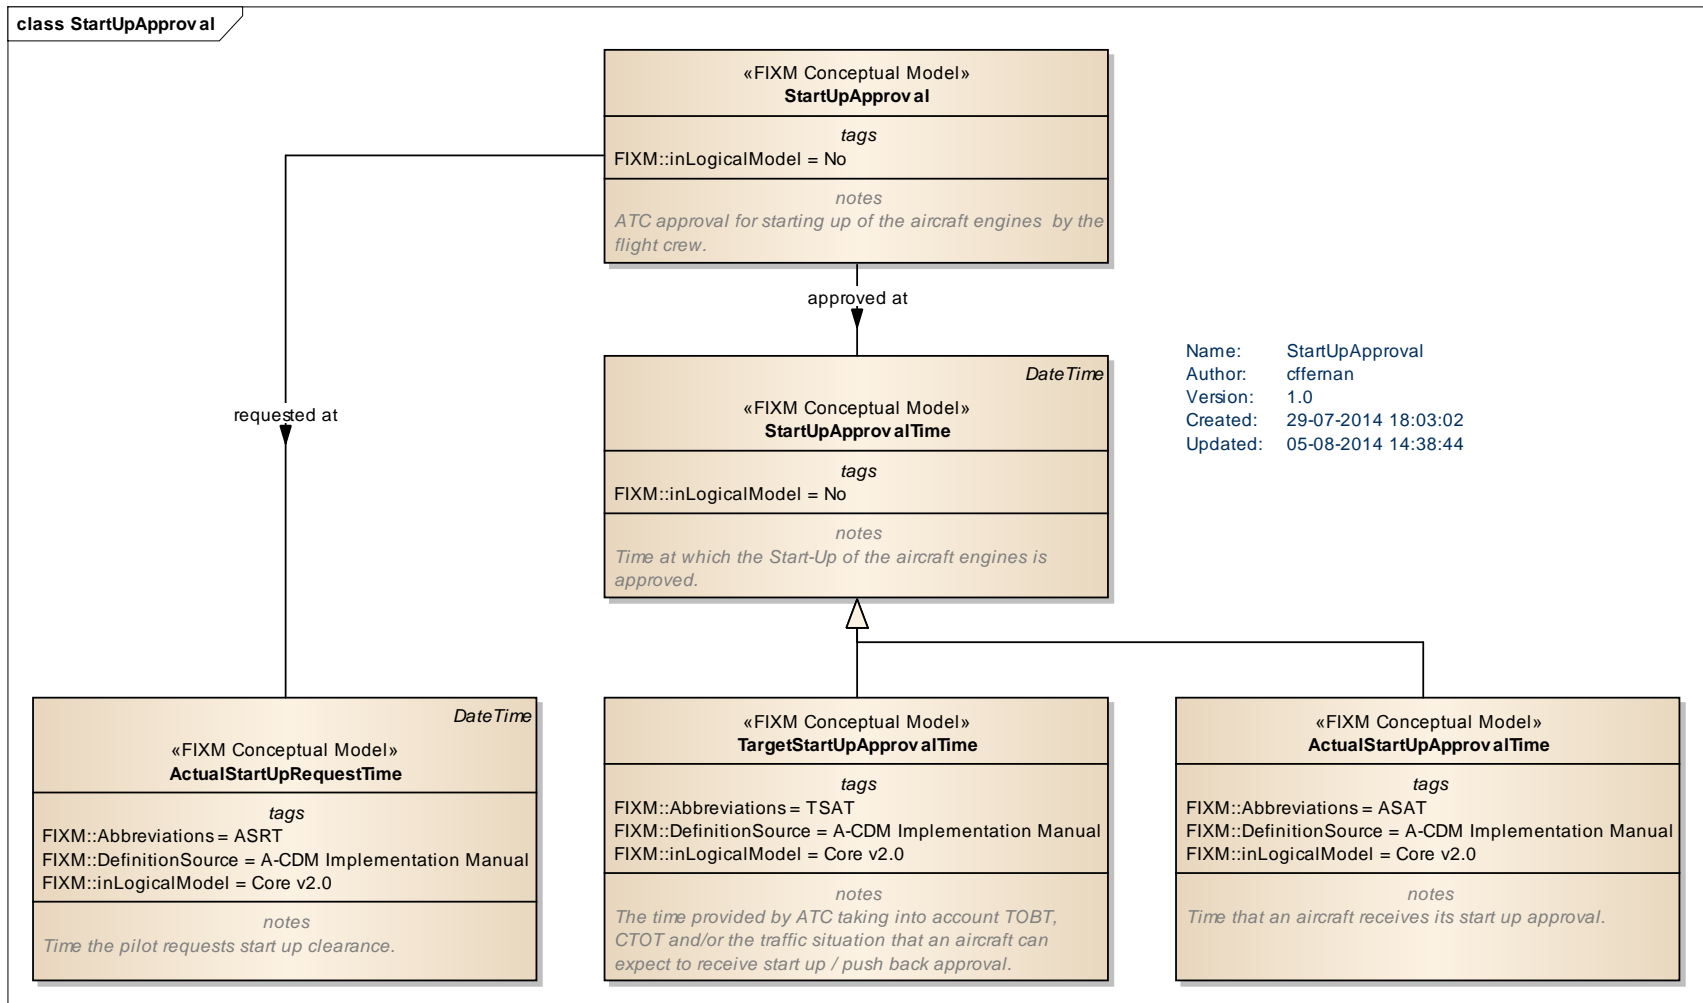 class StartUpApproval
«FIXM Conceptual Model»
StartUpApproval
tags
FIXM::inLogicalModel = No
notes
ATC approval for starting up of the aircraft engines by the
flight crew.
approved at
requested at
DateTime
«FIXM Conceptual Model»
StartUpApprovalTime
tags
FIXM::inLogicalModel = No
notes
Time at which the Start-Up of the aircraft engines is
approved.
Name: StartUpApproval
Author: cffernan
Version: 1.0
Created: 29-07-2014 18:03:02
Updated: 05-08-2014 14:38:44
DateTime
«FIXM Conceptual Model»
ActualStartUpRequestTime
tags
FIXM::Abbreviations = ASRT
FIXM::DefinitionSource = A-CDM Implementation Manual
FIXM::inLogicalModel = Core v2.0
notes
Time the pilot requests start up clearance.
«FIXM Conceptual Model»
TargetStartUpApprovalTime
tags
FIXM::Abbreviations = TSAT
FIXM::DefinitionSource = A-CDM Implementation Manual
FIXM::inLogicalModel = Core v2.0
notes
The time provided by ATC taking into account TOBT,
CTOT and/or the traffic situation that an aircraft can
expect to receive start up / push back approval.
«FIXM Conceptual Model»
ActualStartUpApprovalTime
tags
FIXM::Abbreviations = ASAT
FIXM::DefinitionSource = A-CDM Implementation Manual
FIXM::inLogicalModel = Core v2.0
notes
Time that an aircraft receives its start up approval.